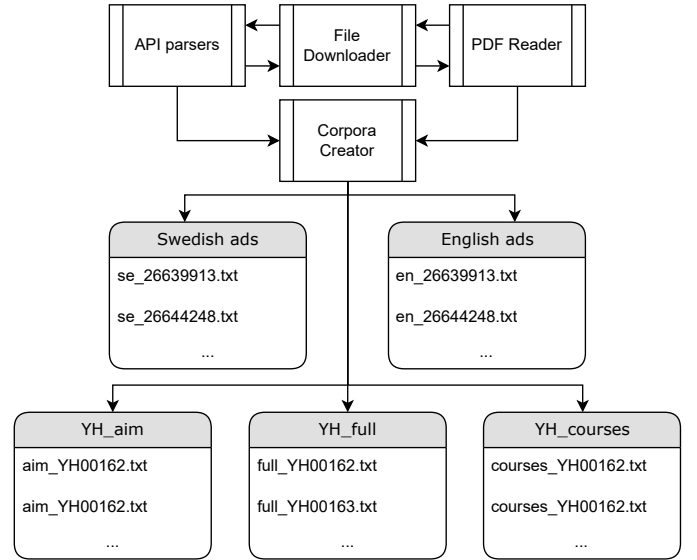 API parsers
File
Downloader
PDF Reader
Corpora
Creator
Swedish ads
se_26639913.txt
se_26644248.txt
...
English ads
en_26639913.txt
en_26644248.txt
...
YH_aim
aim_YH00162.txt
aim_YH00162.txt
...
YH_full
full_YH00162.txt
full_YH00163.txt
...
YH_courses
courses_YH00162.txt
courses_YH00162.txt
...